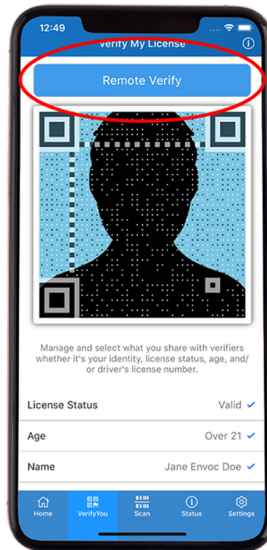 12:49
Verify My License
Remote Verify
Manage and select what you share with verifiers
whether it's your identity, license status, age, and/
or driver's license number.
License Status Valid
Age Over 21
Name Jane Envoc Doe
Home VerifyYou Scan Status Settings